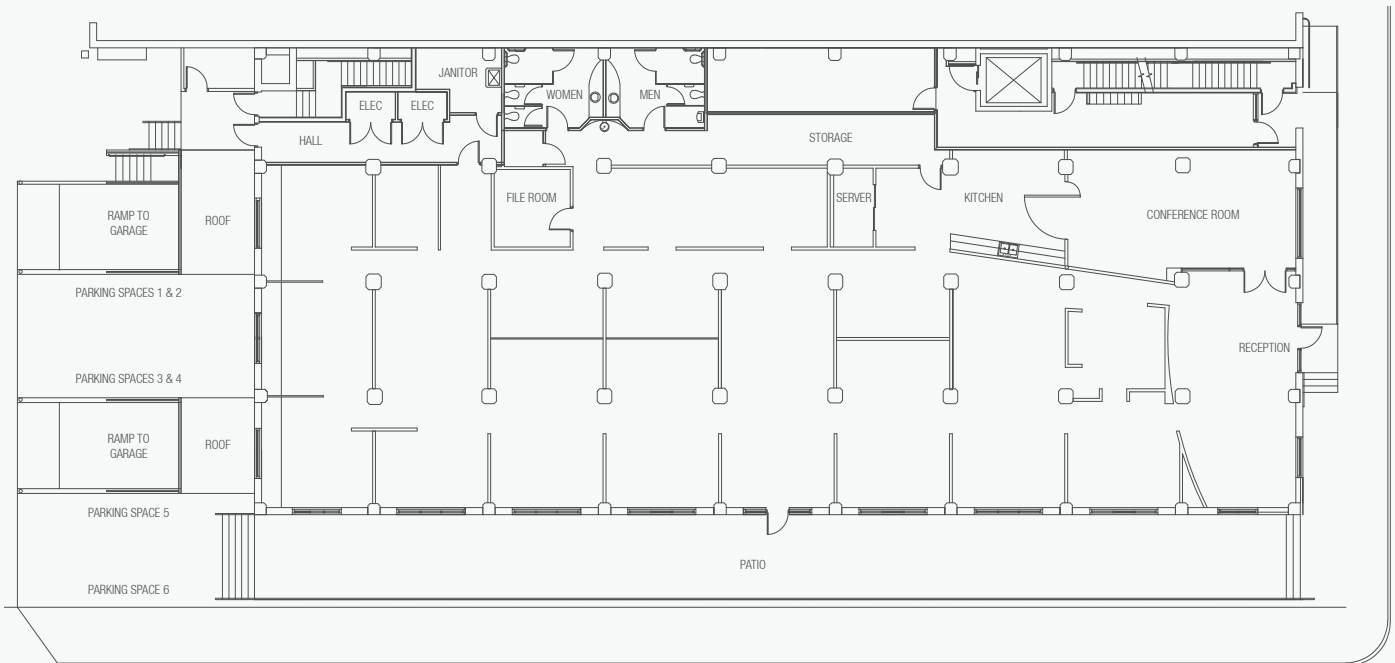 JANITOR
WOMEN
MEN
ELEC
ELEC
HALL
STORAGE
FILE ROOM
SERVER
KITCHEN
CONFERENCE ROOM
RAMP TO
GARAGE
ROOF
PARKING SPACES 1 & 2
RECEPTION
PARKING SPACES 3 & 4
RAMP TO
GARAGE
ROOF
PARKING SPACE 5
PATIO
PARKING SPACE 6